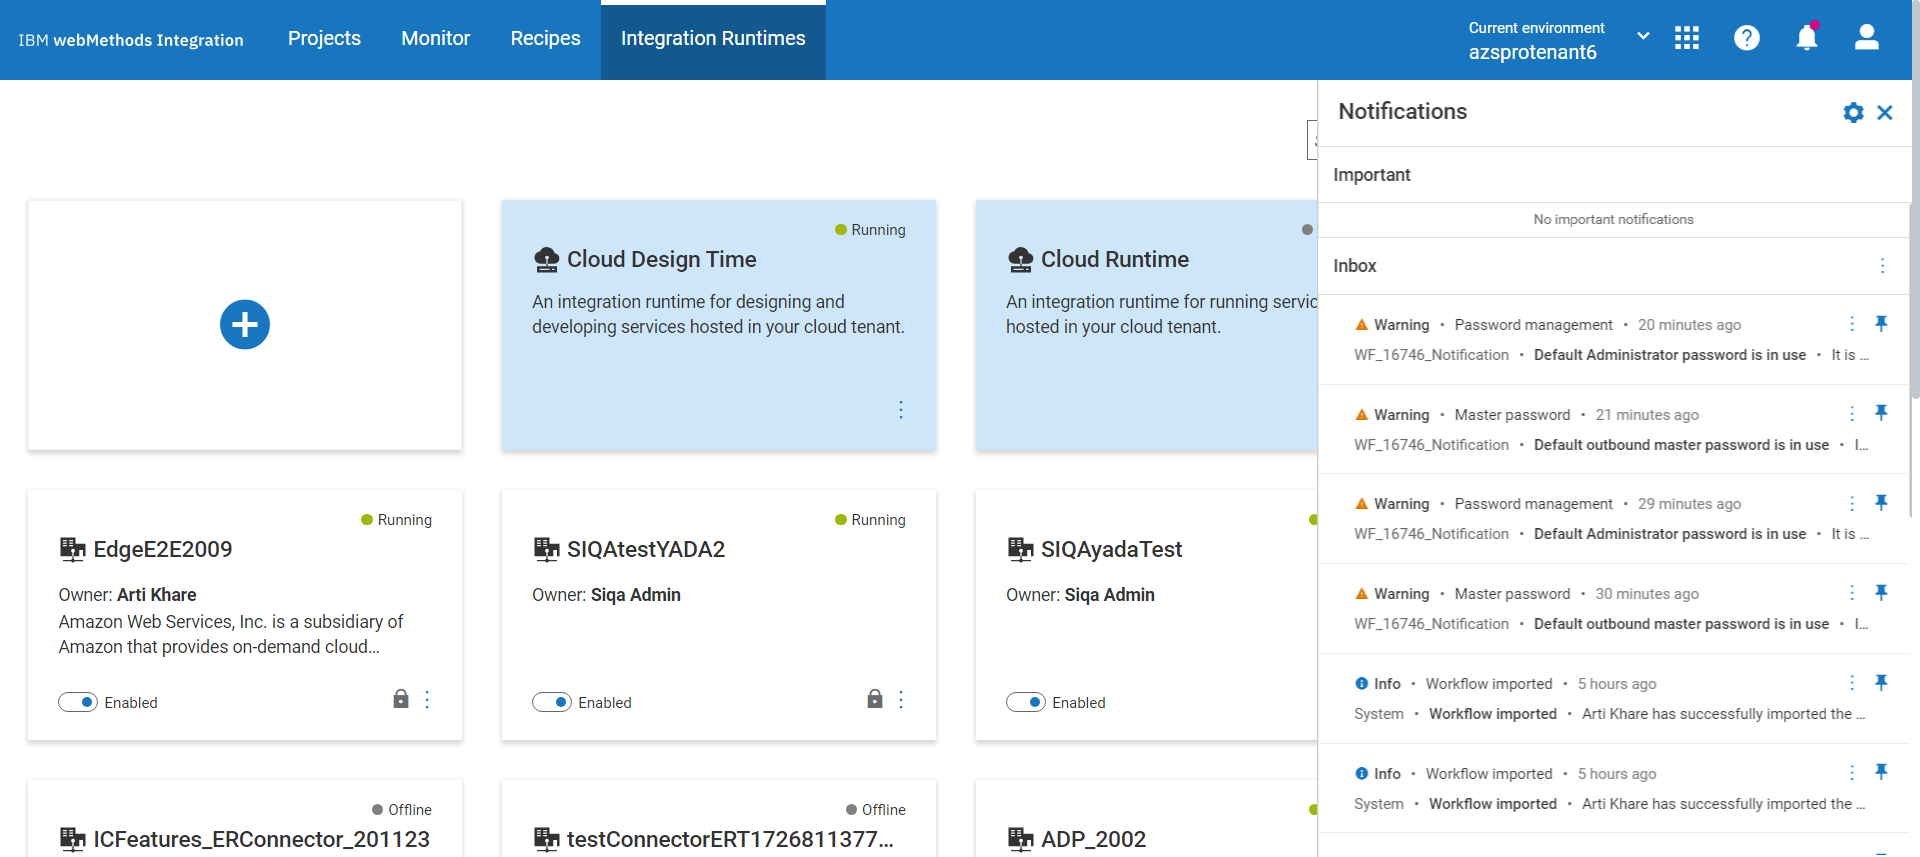 IBM webMethods Integration
Projects
Monitor
Recipes
Integration Runtimes
Current environment
azsprotenant6
Running
Cloud Design Time
An integration runtime for designing and
developing services hosted in your cloud tenant.
Cloud Runtime
An integration runtime for running servic
hosted in your cloud tenant.
Running
EdgeE2E2009
Owner: Arti Khare
Amazon Web Services, Inc. is a subsidiary of
Amazon that provides on-demand cloud...
Enabled
Running
SIQAtestYADA2
Owner: Siqa Admin
Enabled
SIQAyadaTest
Owner: Siqa Admin
Enabled
Offline
ICFeatures_ERConnector_201123
Offline
testConnectorERT1726811377...
ADP_2002
Notifications
Important
No important notifications
Inbox
Warning • Password management • 20 minutes ago
WF_16746_Notification • Default Administrator password is in use • It is ...
Warning • Master password • 21 minutes ago
WF_16746_Notification • Default outbound master password is in use • I...
Warning • Password management • 29 minutes ago
WF_16746_Notification • Default Administrator password is in use • It is ...
Warning • Master password • 30 minutes ago
WF_16746_Notification • Default outbound master password is in use • I...
Info • Workflow imported • 5 hours ago
System • Workflow imported • Arti Khare has successfully imported the ...
Info • Workflow imported • 5 hours ago
System • Workflow imported • Arti Khare has successfully imported the ...